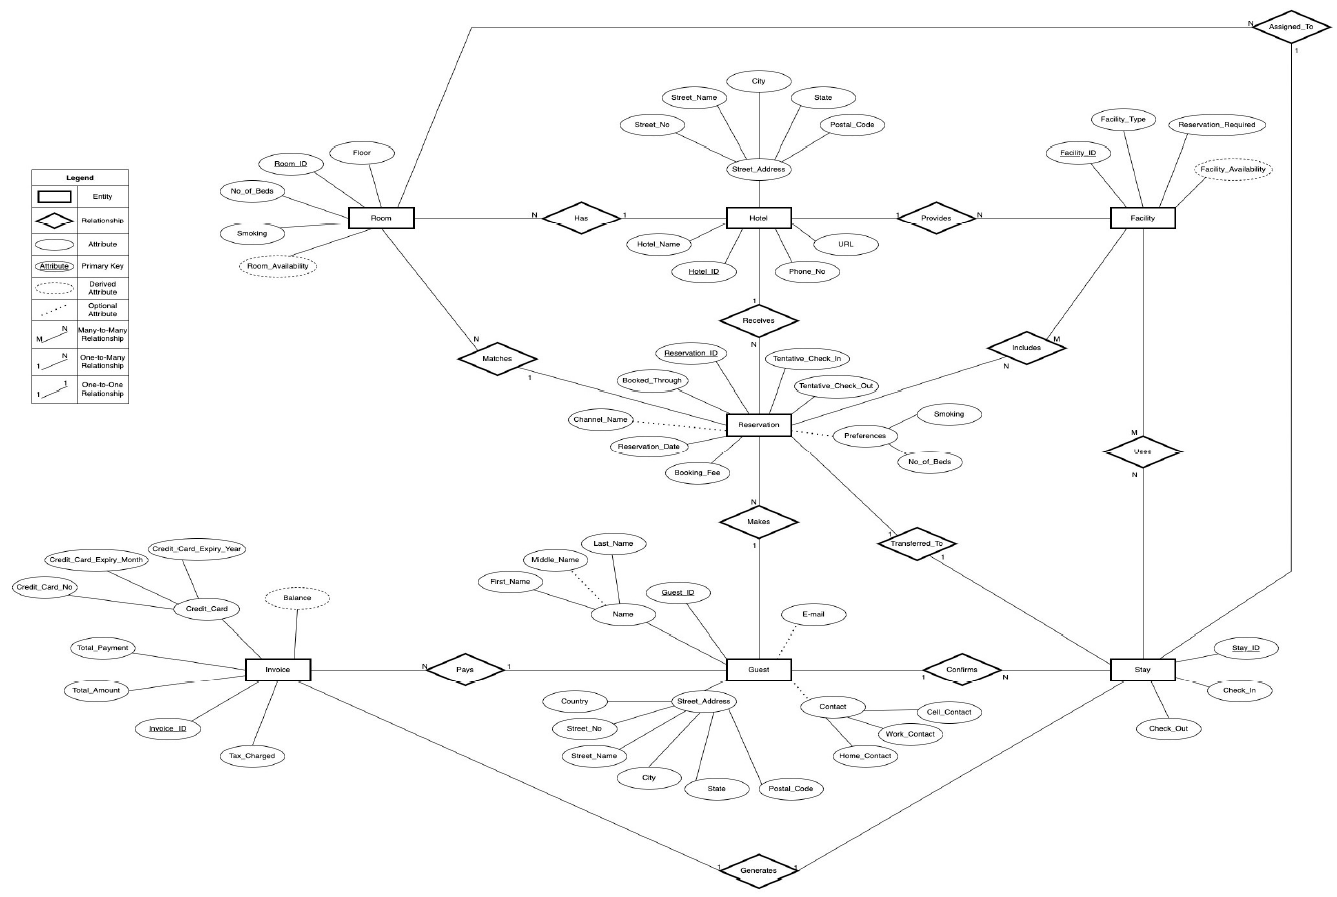 N
Assigned_To
1
City
Street_Name
State
Street_No
Postal_Code
Street_Address
Facility_Type
Reservation_Required
Facility_ID
Facility_Availability
Floor
Room_ID
No_of_Beds
Smoking
Room_Availability
Room
N
Has
1
Hotel
1
Provides
N
Facility
Hotel_Name
URL
Hotel_ID
Phone_No
Legend
Entity
Relationship
Attribute
Attribute
Primary Key
Derived
Attribute
Optional
Attribute
N
M
Many-to-Many
Relationship
N
1
One-to-Many
Relationship
1
1
One-to-One
Relationship
1
Receives
N
N
Matches
1
M
Includes
N
Reservation_ID
Tentative_Check_In
Booked_Through
Tentative_Check_Out
Channel_Name
Reservation
Smoking
Preferences
Reservation_Date
No_of_Beds
Booking_Fee
M
Uses
N
N
Makes
1
1
Transferred_To
1
Credit_Card_Expiry_Year
Credit_Card_Expiry_Month
Credit_Card_No
Credit_Card
Balance
Total_Payment
Total_Amount
Invoice_ID
Tax_Charged
Invoice
N
Pays
1
Last_Name
Middle_Name
First_Name
Name
Guest_ID
E-mail
Guest
1
Confirms
N
Stay
Stay_ID
Check_In
Check_Out
Country
Street_Address
Street_No
Street_Name
City
State
Postal_Code
Contact
Cell_Contact
Work_Contact
Home_Contact
1
Generates
1